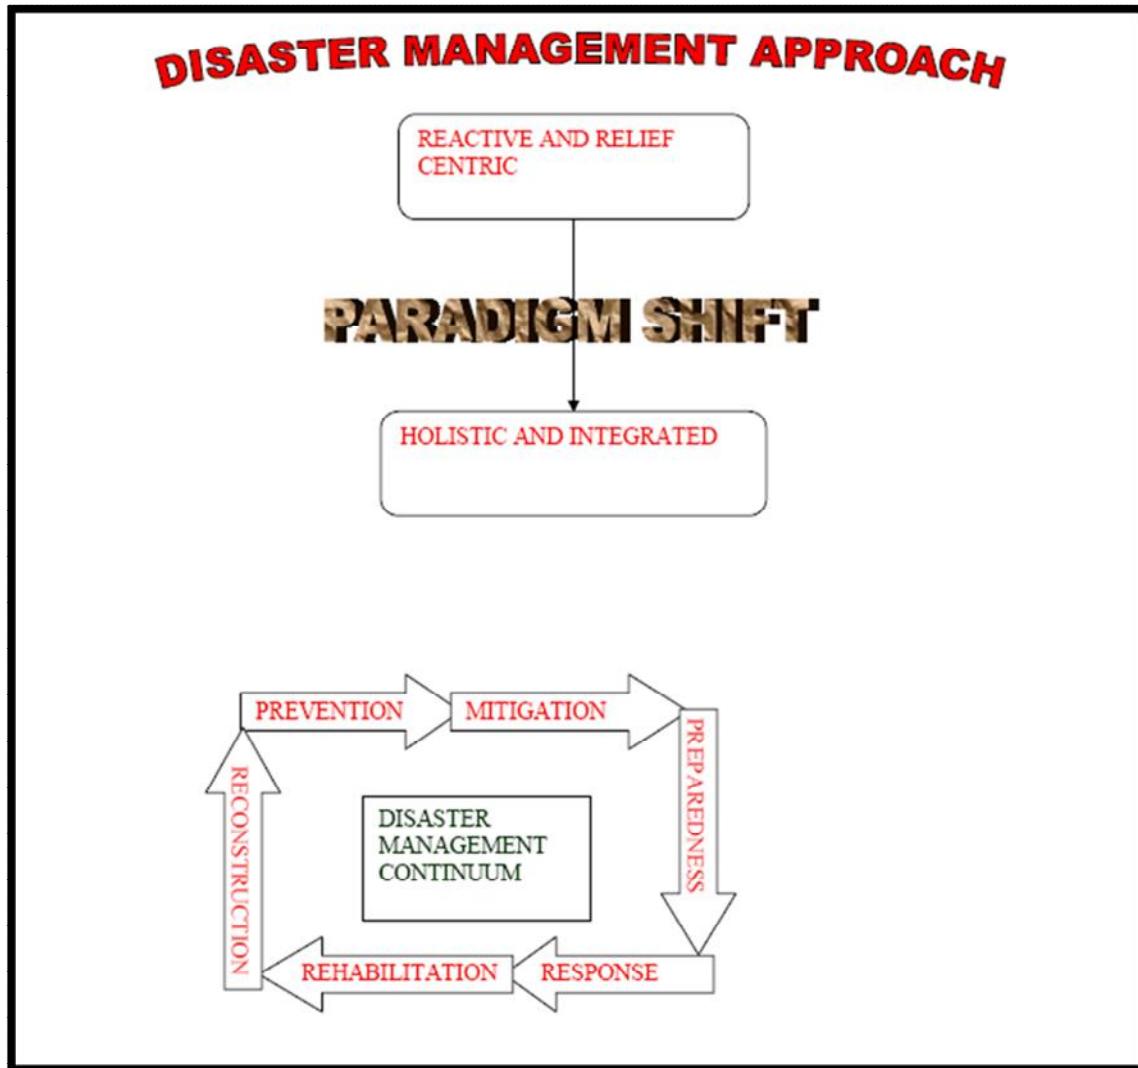 DISASTER MANAGEMENT APPROACH
REACTIVE AND RELIEF
CENTRIC
PARADIGM SHIFT
HOLISTIC AND INTEGRATED
PREVENTION
MITIGATION
PREPAREDNESS
RECONSTRUCTION
DISASTER
MANAGEMENT
CONTINUUM
REHABILITATION
RESPONSE